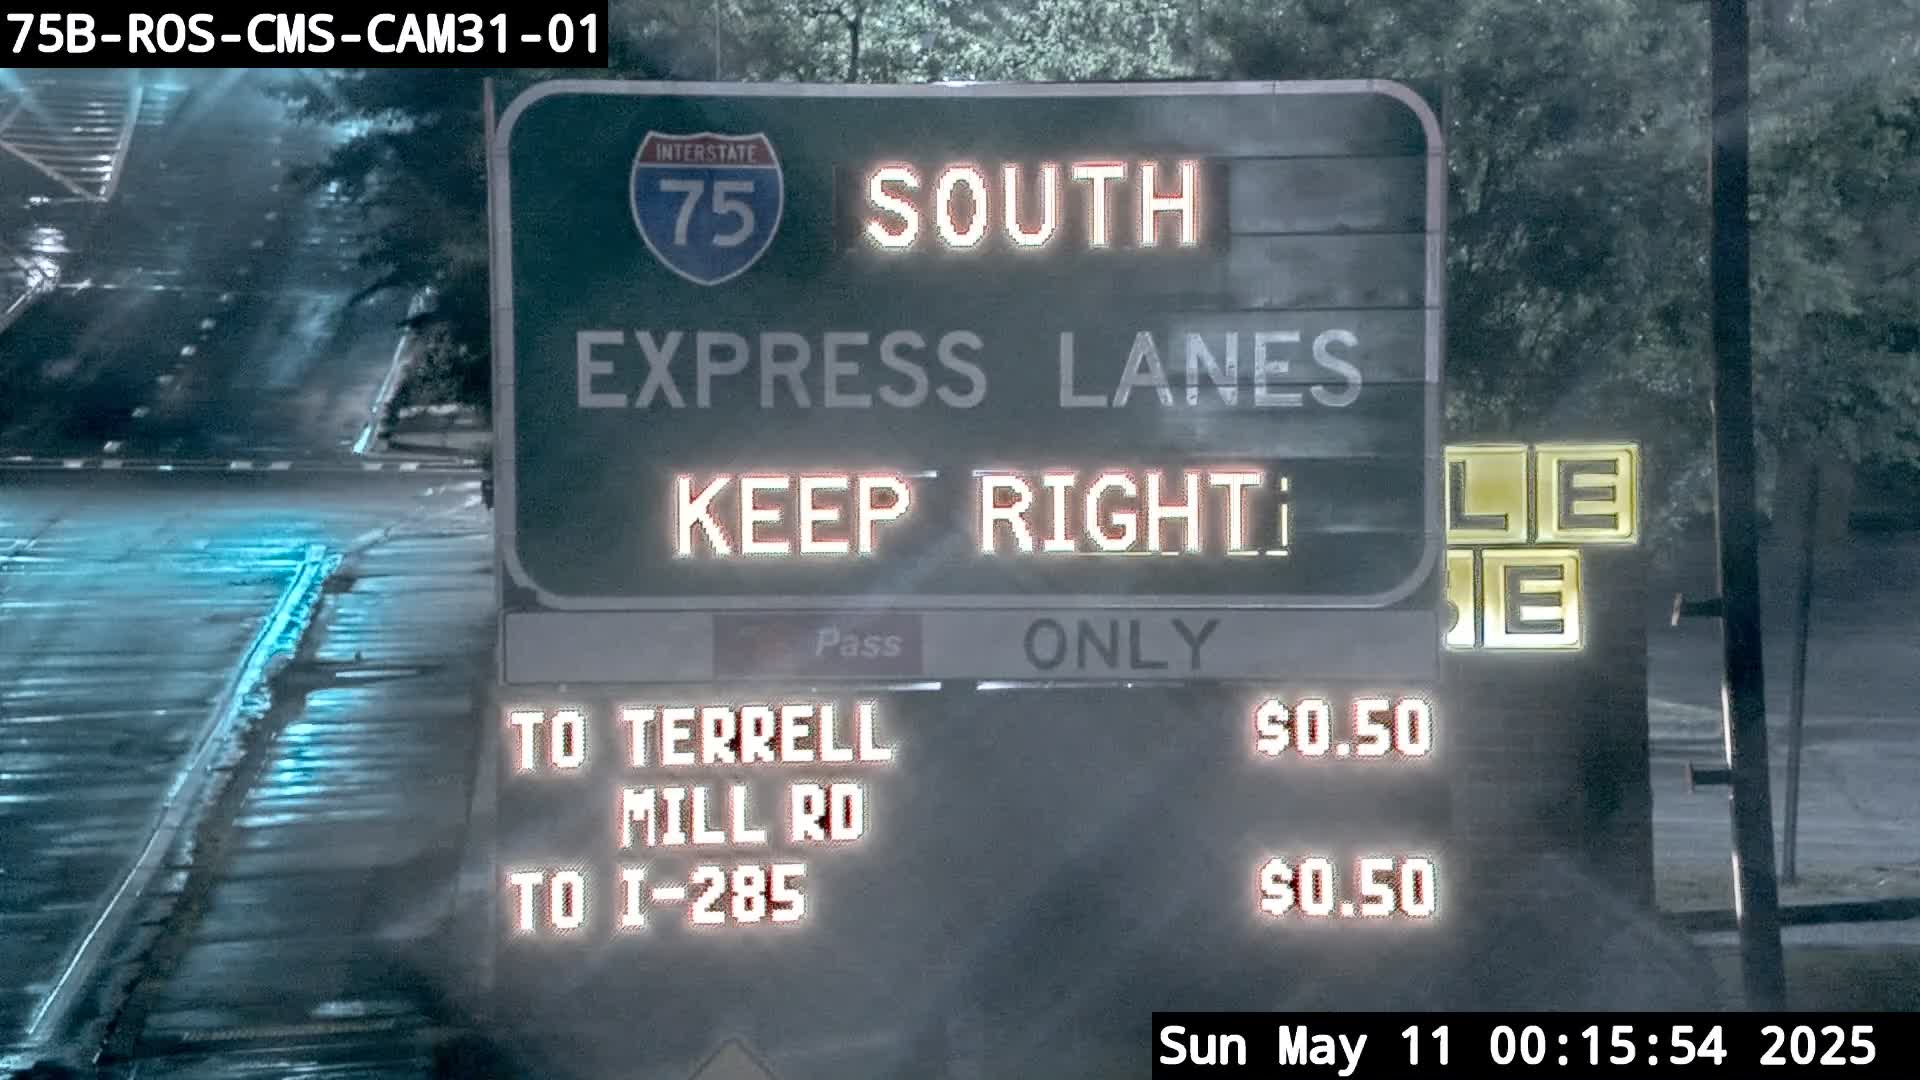 75B-ROS-CMS-CAM31-01
INTERSTATE
75
SOUTH
EXPRESS LANES
KEEP RIGHT
Pass ONLY
TO TERRELL $0.50
MILL RD
TO I-285 $0.50
LE
E
Sun May 11 00:15:54 2025